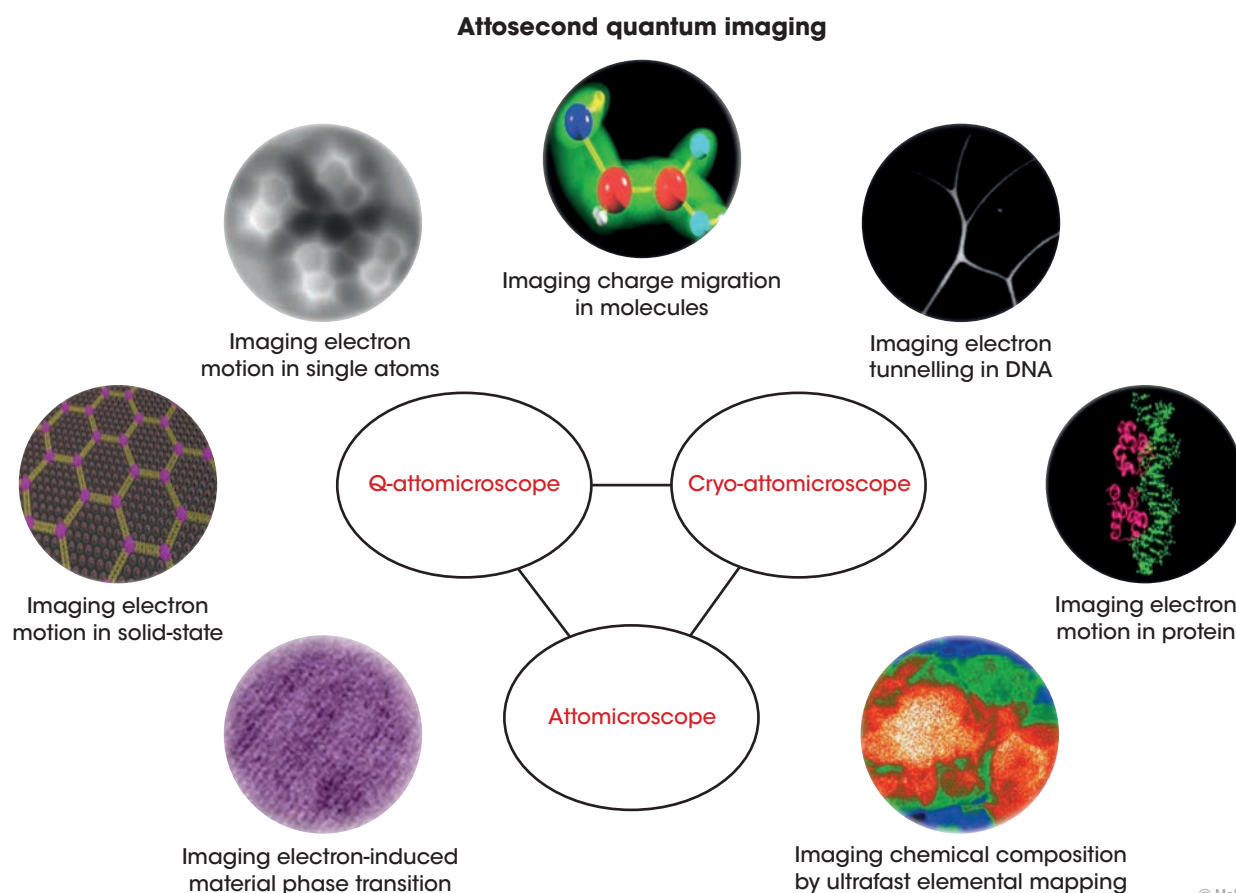 Attosecond quantum imaging
Imaging charge migration
in molecules
Imaging electron
motion in single atoms
Imaging electron
tunnelling in DNA
Q-attomicroscope
Cryo-attomicroscope
Imaging electron
motion in solid-state
Imaging electron
motion in protein
Attomicroscope
Imaging electron-induced
material phase transition
Imaging chemical composition
by ultrafast elemental mapping